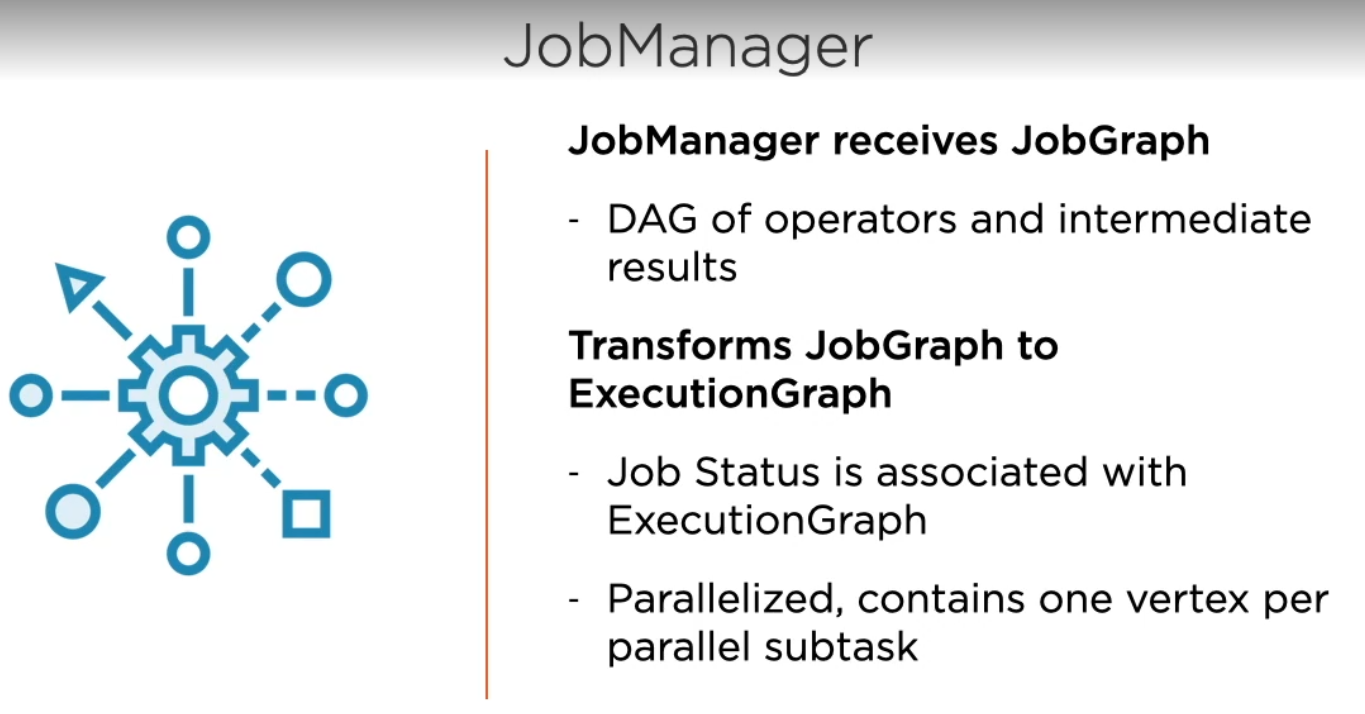 JobManager
JobManager receives JobGraph
- DAG of operators and intermediate
results
Transforms JobGraph to
ExecutionGraph
- Job Status is associated with
ExecutionGraph
- Parallelized, contains one vertex per
parallel subtask